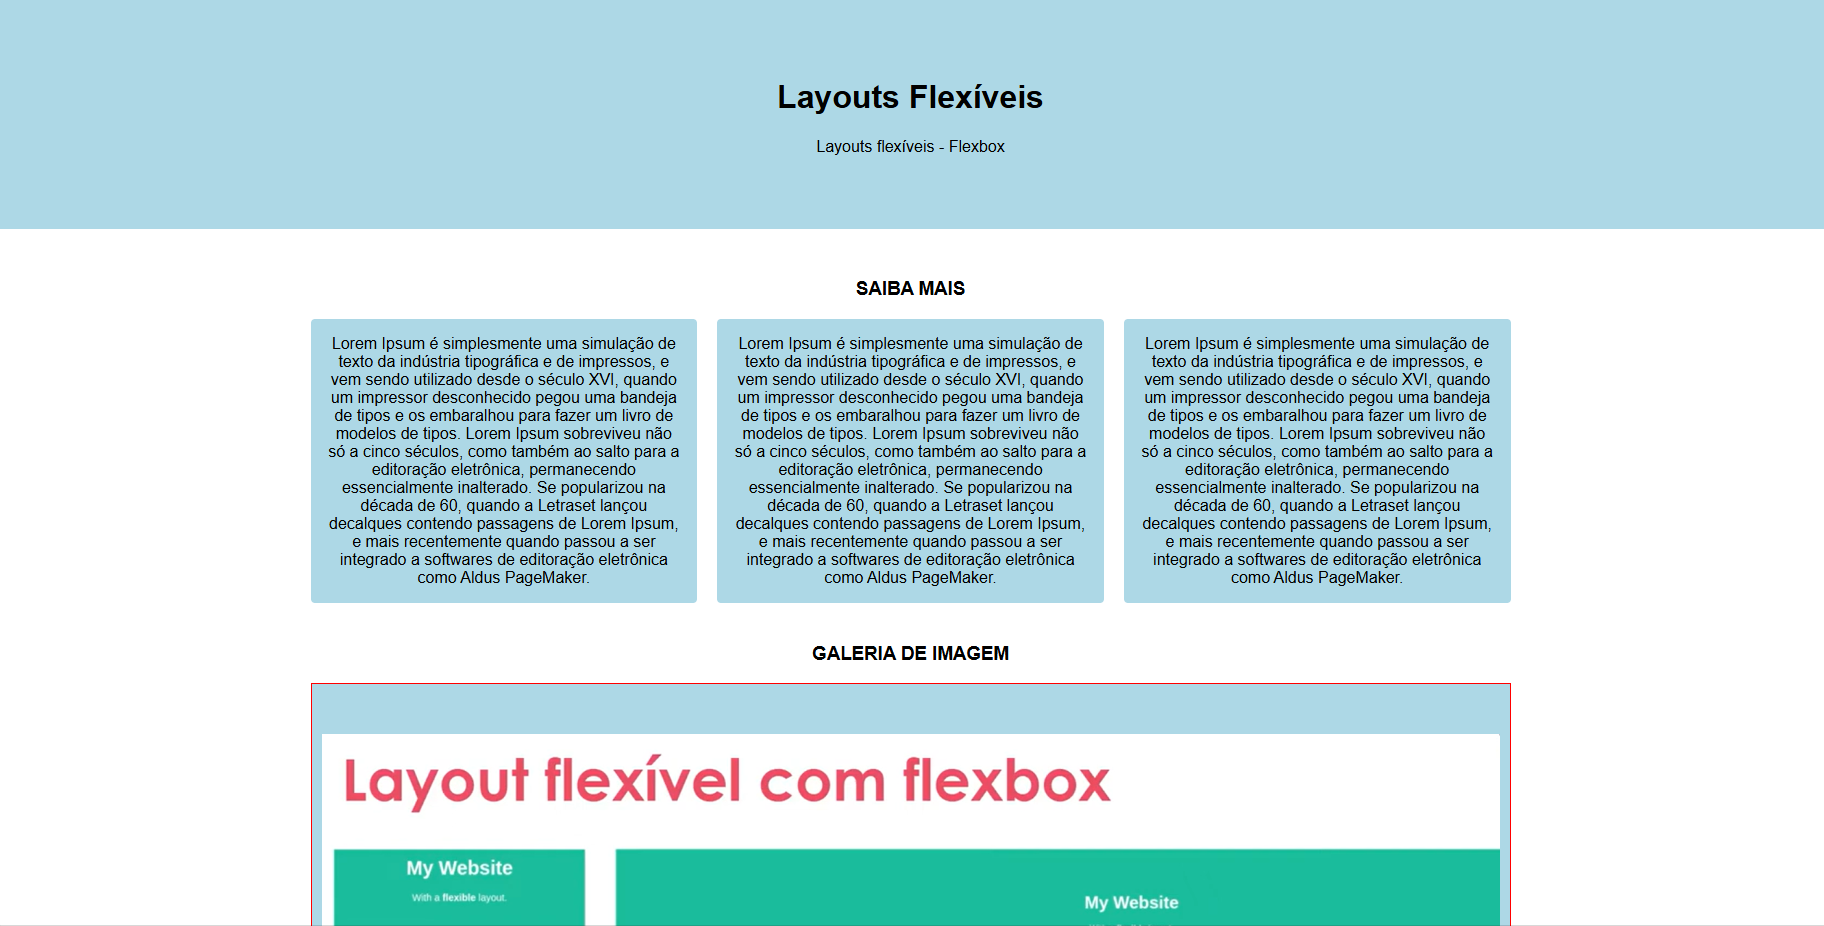 Layouts Flexíveis
Layouts flexíveis - Flexbox
SAIBA MAIS
Lorem Ipsum é simplesmente uma simulação de
texto da indústria tipográfica e de impressos, e
vem sendo utilizado desde o século XVI, quando
um impressor desconhecido pegou uma bandeja
de tipos e os embaralhou para fazer um livro de
modelos de tipos. Lorem Ipsum sobreviveu não
só a cinco séculos, como também ao salto para a
editoração eletrônica, permanecendo
essencialmente inalterado. Se popularizou na
década de 60, quando a Letraset lançou
decalques contendo passagens de Lorem Ipsum,
e mais recentemente quando passou a ser
integrado a softwares de editoração eletrônica
como Aldus PageMaker.
Lorem Ipsum é simplesmente uma simulação de
texto da indústria tipográfica e de impressos, e
vem sendo utilizado desde o século XVI, quando
um impressor desconhecido pegou uma bandeja
de tipos e os embaralhou para fazer um livro de
modelos de tipos. Lorem Ipsum sobreviveu não
só a cinco séculos, como também ao salto para a
editoração eletrônica, permanecendo
essencialmente inalterado. Se popularizou na
década de 60, quando a Letraset lançou
decalques contendo passagens de Lorem Ipsum,
e mais recentemente quando passou a ser
integrado a softwares de editoração eletrônica
como Aldus PageMaker.
Lorem Ipsum é simplesmente uma simulação de
texto da indústria tipográfica e de impressos, e
vem sendo utilizado desde o século XVI, quando
um impressor desconhecido pegou uma bandeja
de tipos e os embaralhou para fazer um livro de
modelos de tipos. Lorem Ipsum sobreviveu não
só a cinco séculos, como também ao salto para a
editoração eletrônica, permanecendo
essencialmente inalterado. Se popularizou na
década de 60, quando a Letraset lançou
decalques contendo passagens de Lorem Ipsum,
e mais recentemente quando passou a ser
integrado a softwares de editoração eletrônica
como Aldus PageMaker.
GALERIA DE IMAGEM
Layout flexível com flexbox
My Website
With a flexible layout.
My Website